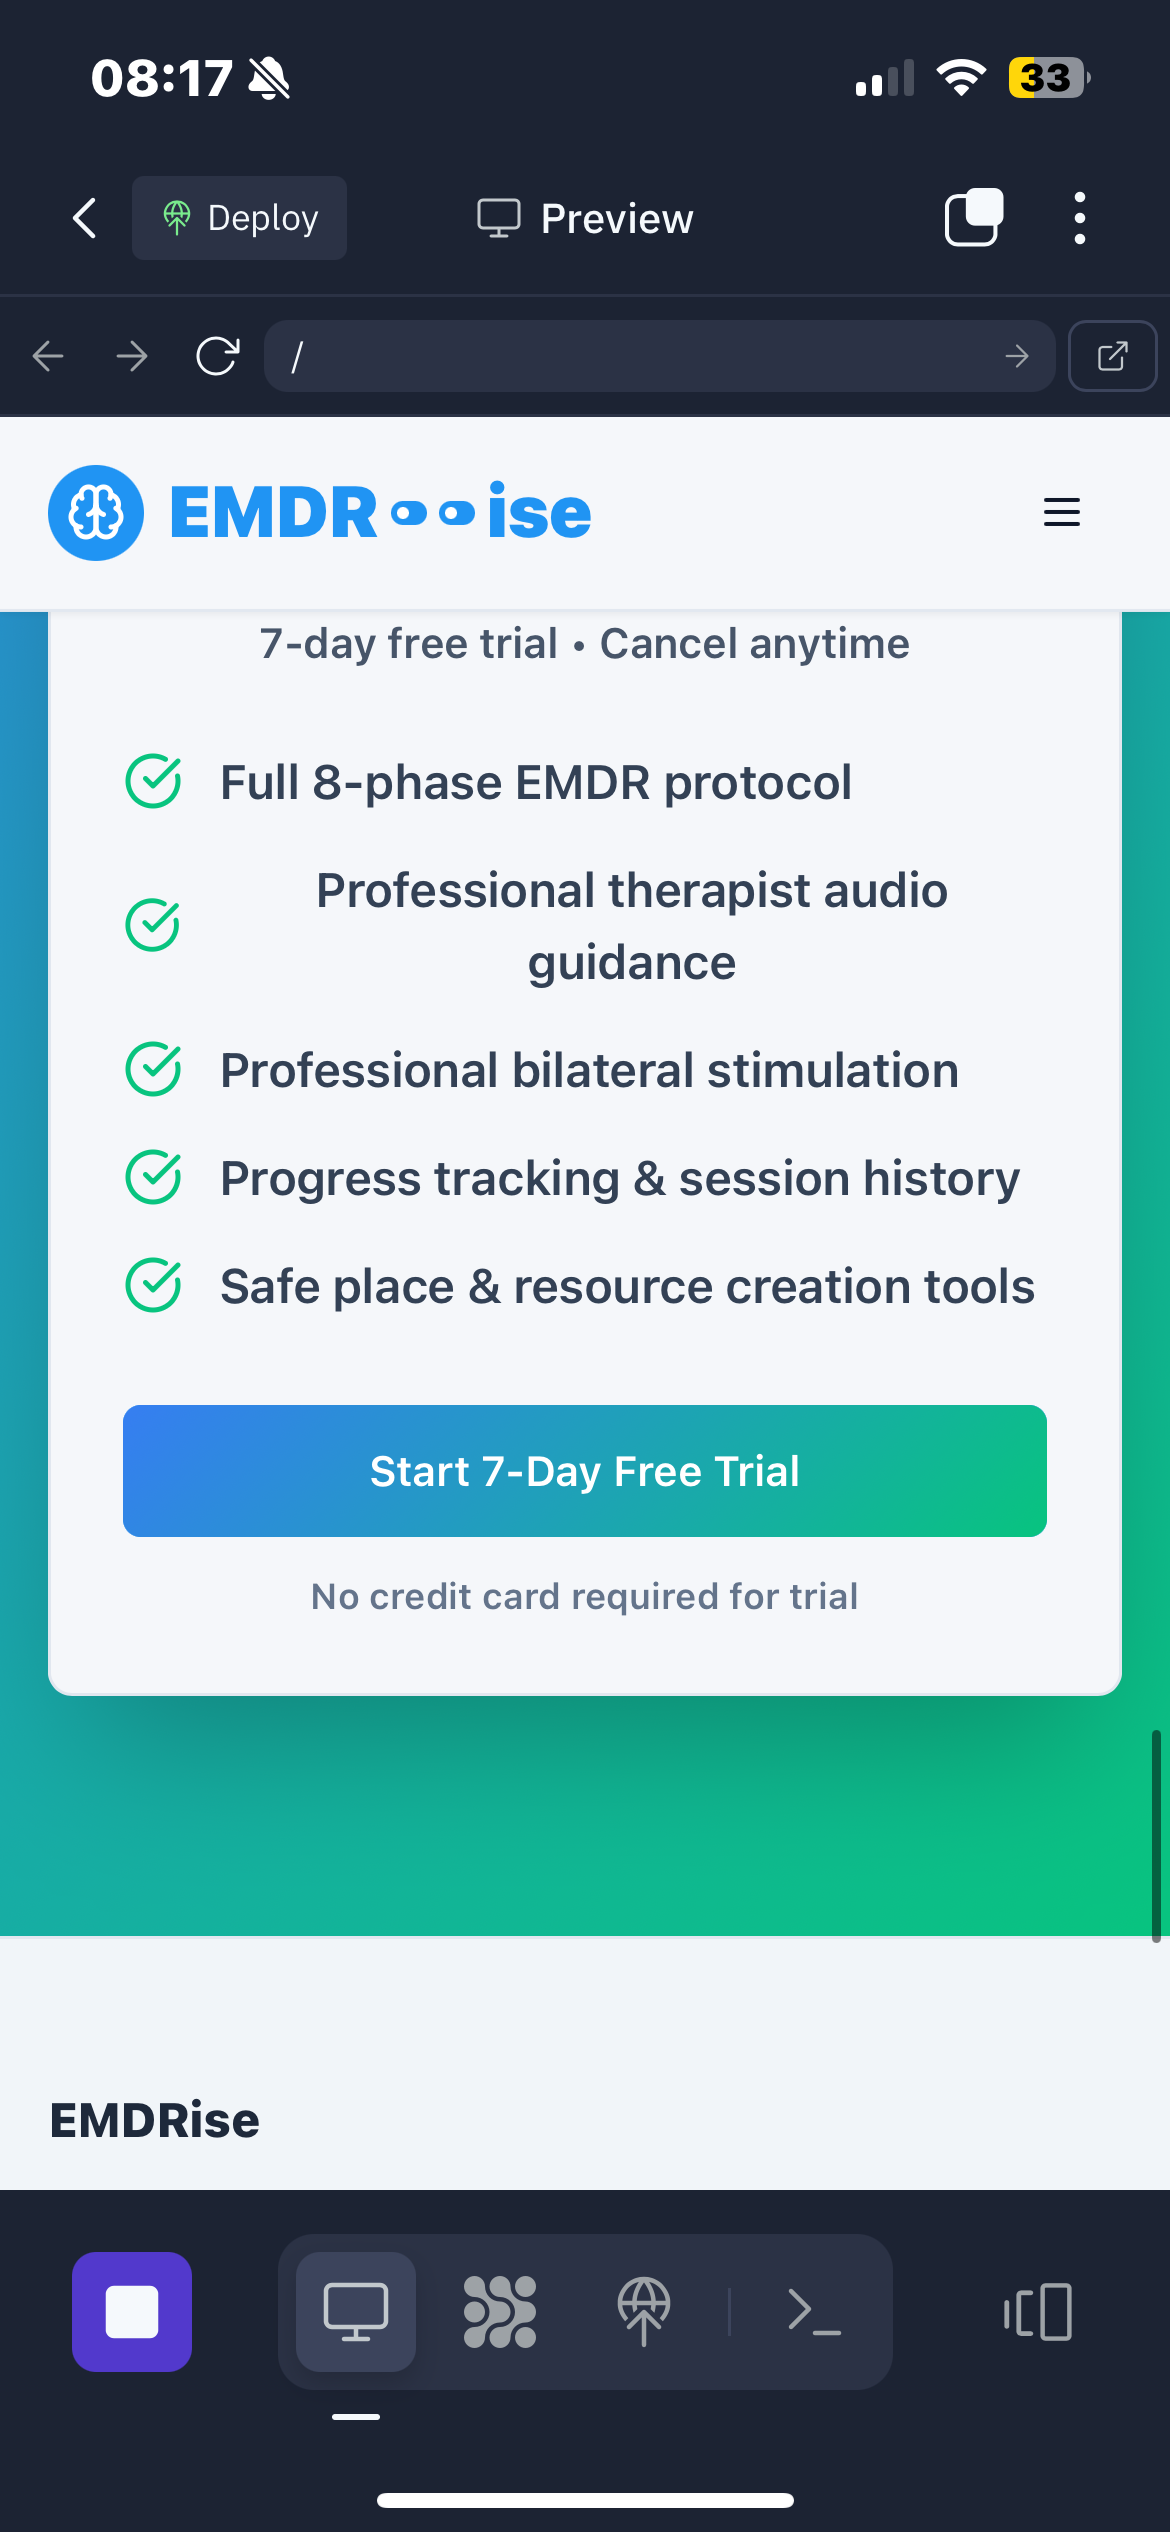 08:17
33
Deploy
Preview
/
EMDR ise
7-day free trial • Cancel anytime
Full 8-phase EMDR protocol
Professional therapist audio
guidance
Professional bilateral stimulation
Progress tracking & session history
Safe place & resource creation tools
Start 7-Day Free Trial
No credit card required for trial
EMDRise